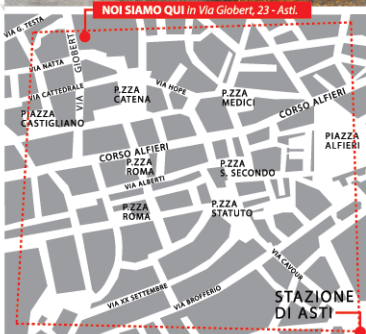 NOI SIAMO QUI in Via Giobert, 23 - Asti.
VIA G. TESTA
VIA GIOBERT
VIA NATTA
VIA CATTEDRALE
VIA HOPE
P.ZZA
CATENA
P.ZZA
MEDICI
CORSO ALFIERI
PIAZZA
CASTIGLIANO
PIAZZA
ALFIERI
CORSO ALFIERI
P.ZZA
ROMA
P.ZZA
S. SECONDO
VIA ALBERTI
P.ZZA
ROMA
P.ZZA
STATUTO
VIA CAVOUR
VIA XX SETTEMBRE
VIA BROFFERIO
STAZIONE
DI ASTI